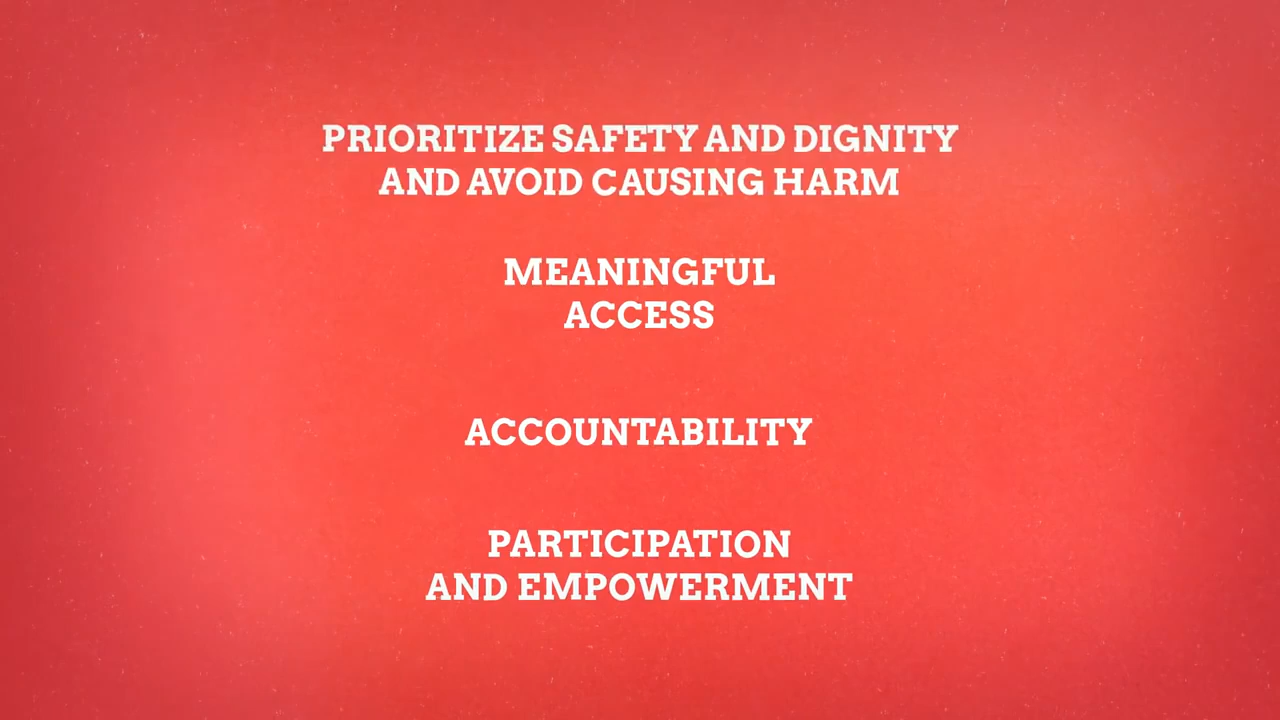 PRIORITIZE SAFETY AND DIGNITY
AND AVOID CAUSING HARM
MEANINGFUL
ACCESS
ACCOUNTABILITY
PARTICIPATION
AND EMPOWERMENT